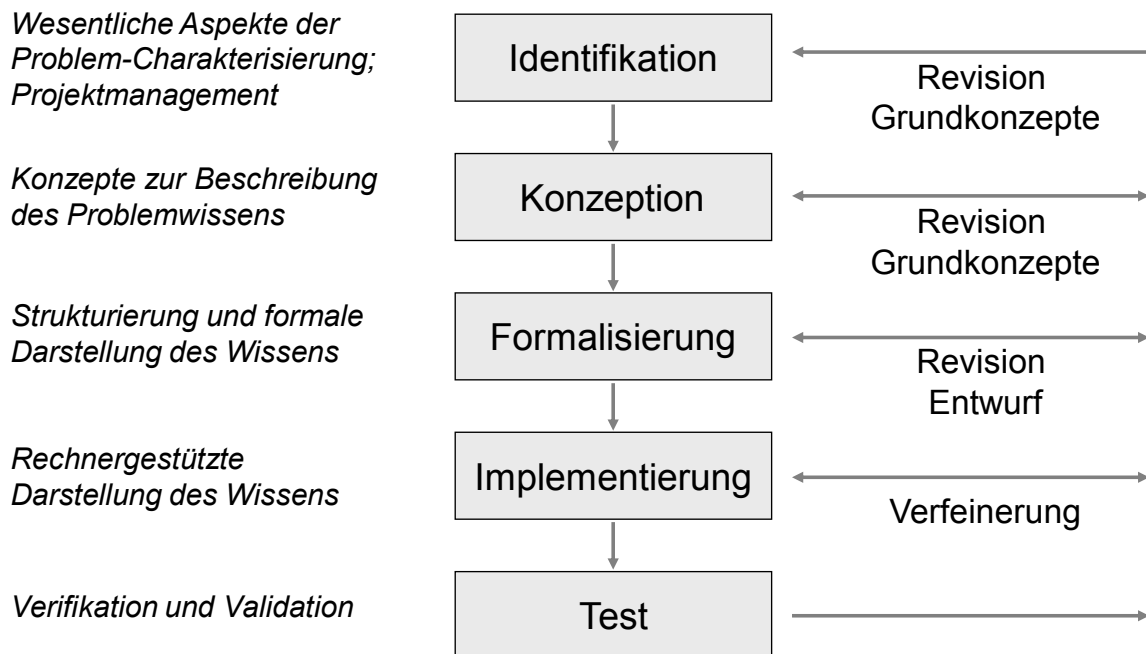 Wesentliche Aspekte der
Problem-Charakterisierung;
Projektmanagement
Identifikation
Revision
Grundkonzepte
Konzepte zur Beschreibung
des Problemwissens
Konzeption
Revision
Grundkonzepte
Strukturierung und formale
Darstellung des Wissens
Formalisierung
Revision
Entwurf
Rechnergestützte
Darstellung des Wissens
Implementierung
Verfeinerung
Verifikation und Validation
Test